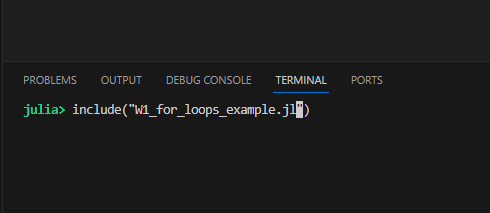 PROBLEMS OUTPUT DEBUG CONSOLE TERMINAL PORTS
julia> include("W1_for_loops_example.jl")